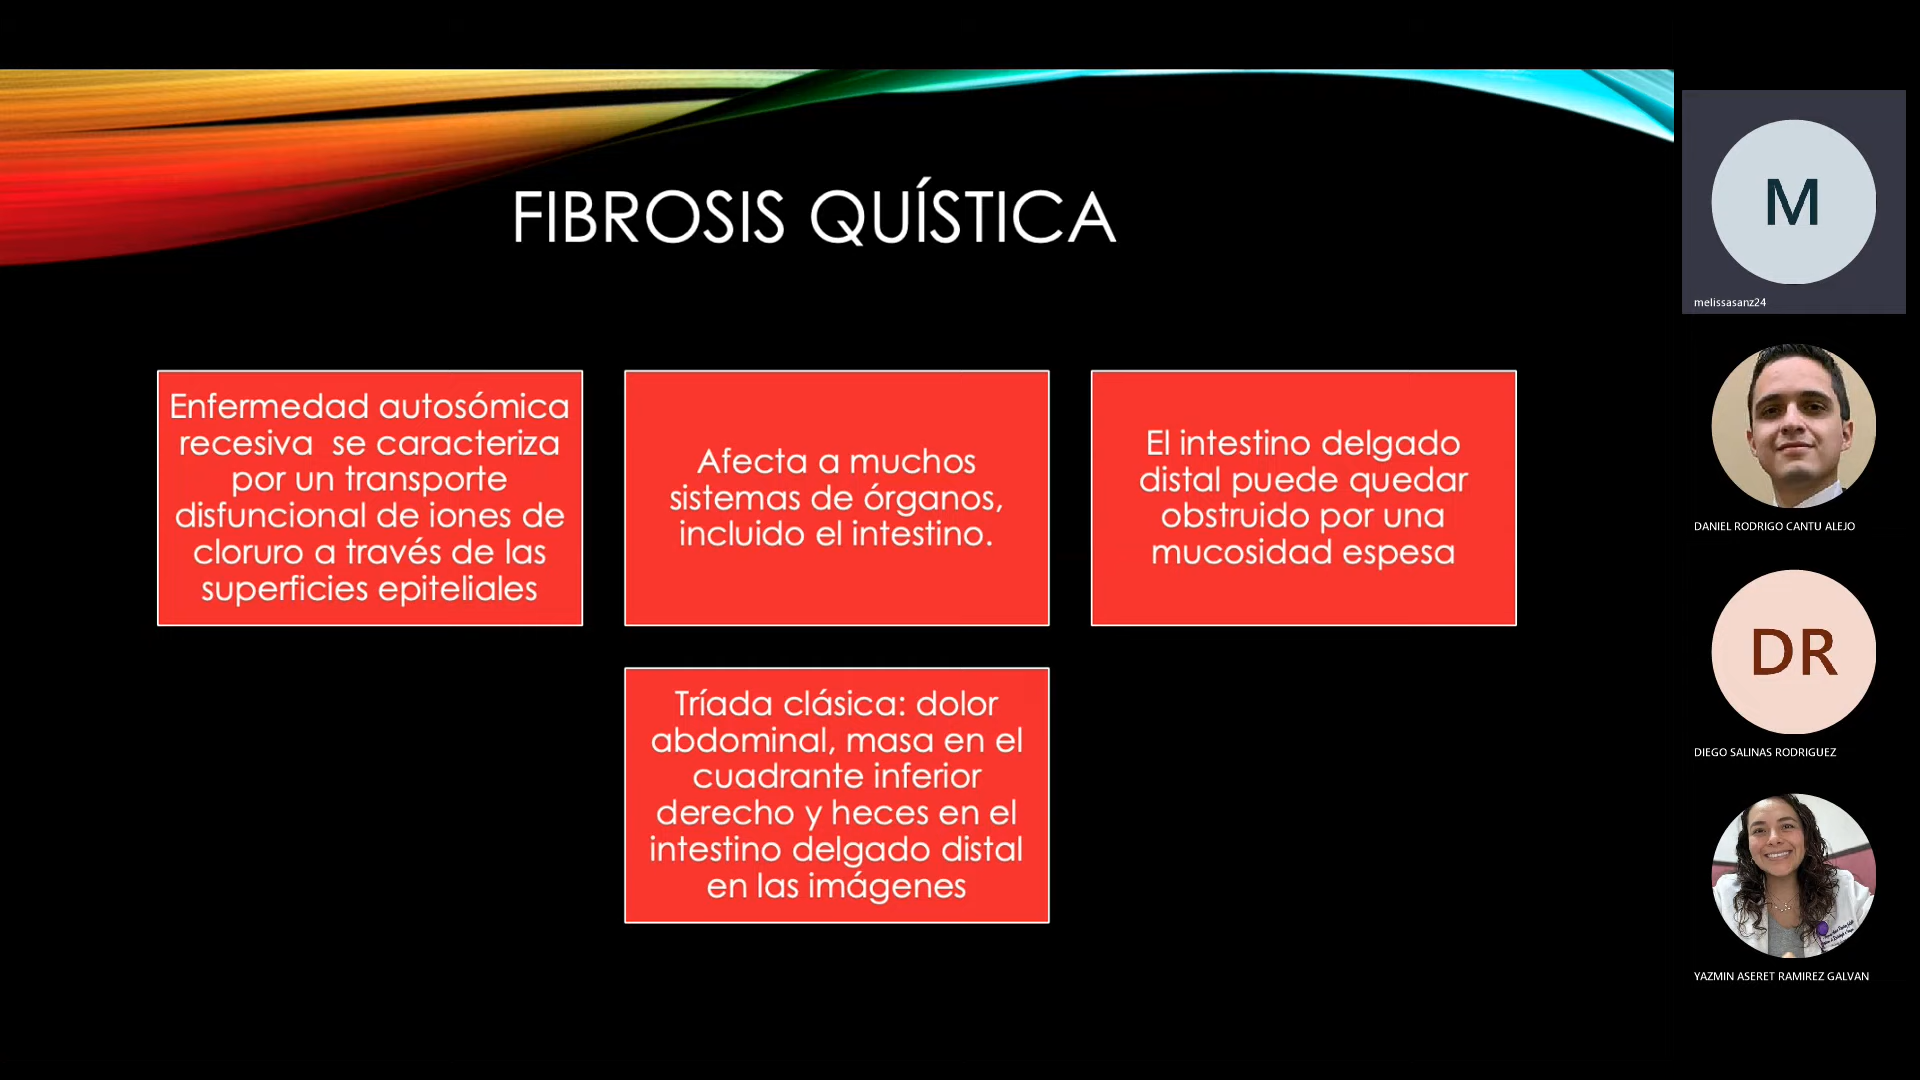 FIBROSIS QUÍSTICA
Enfermedad autosómica
recesiva  se caracteriza
por un transporte
disfuncional de iones de
cloruro a través de las
superficies epiteliales
Afecta a muchos
sistemas de órganos,
incluido el intestino.
El intestino delgado
distal puede quedar
obstruido por una
mucosidad espesa
Tríada clásica: dolor
abdominal, masa en el
cuadrante inferior
derecho y heces en el
intestino delgado distal
en las imágenes
M
melissasanz24
DANIEL RODRIGO CANTU ALEJO
DR
DIEGO SALINAS RODRIGUEZ
YAZMIN ASERET RAMIREZ GALVAN